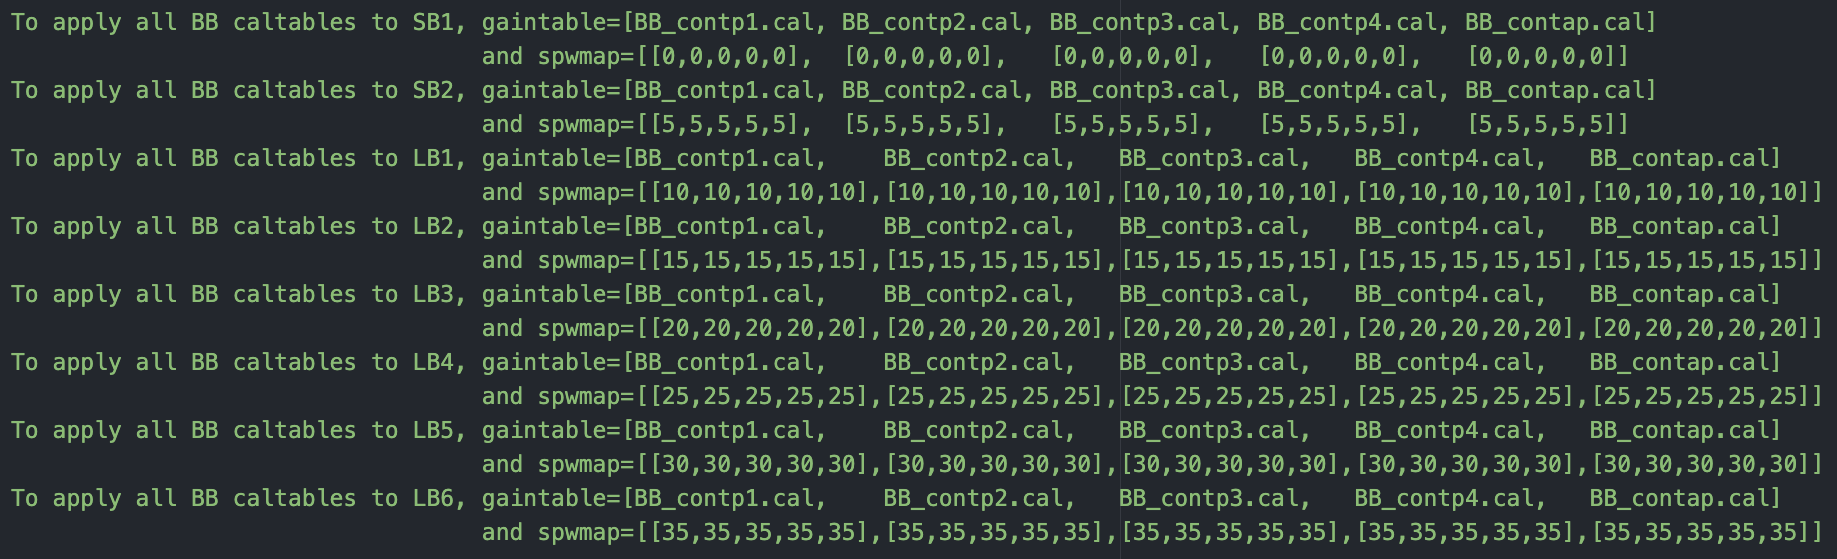 To apply all BB caltables to SB1, gaintable=[BB_contp1.cal, BB_contp2.cal, BB_contp3.cal, BB_contp4.cal, BB_contap.cal]
and spwmap=[[0,0,0,0,0], [0,0,0,0,0], [0,0,0,0,0], [0,0,0,0,0], [0,0,0,0,0]]
To apply all BB caltables to SB2, gaintable=[BB_contp1.cal, BB_contp2.cal, BB_contp3.cal, BB_contp4.cal, BB_contap.cal]
and spwmap=[[5,5,5,5,5], [5,5,5,5,5], [5,5,5,5,5], [5,5,5,5,5], [5,5,5,5,5]]
To apply all BB caltables to LB1, gaintable=[BB_contp1.cal, BB_contp2.cal, BB_contp3.cal, BB_contp4.cal, BB_contap.cal]
and spwmap=[[10,10,10,10,10],[10,10,10,10,10],[10,10,10,10,10],[10,10,10,10,10],[10,10,10,10,10]]
To apply all BB caltables to LB2, gaintable=[BB_contp1.cal, BB_contp2.cal, BB_contp3.cal, BB_contp4.cal, BB_contap.cal]
and spwmap=[[15,15,15,15,15],[15,15,15,15,15],[15,15,15,15,15],[15,15,15,15,15],[15,15,15,15,15]]
To apply all BB caltables to LB3, gaintable=[BB_contp1.cal, BB_contp2.cal, BB_contp3.cal, BB_contp4.cal, BB_contap.cal]
and spwmap=[[20,20,20,20,20],[20,20,20,20,20],[20,20,20,20,20],[20,20,20,20,20],[20,20,20,20,20]]
To apply all BB caltables to LB4, gaintable=[BB_contp1.cal, BB_contp2.cal, BB_contp3.cal, BB_contp4.cal, BB_contap.cal]
and spwmap=[[25,25,25,25,25],[25,25,25,25,25],[25,25,25,25,25],[25,25,25,25,25],[25,25,25,25,25]]
To apply all BB caltables to LB5, gaintable=[BB_contp1.cal, BB_contp2.cal, BB_contp3.cal, BB_contp4.cal, BB_contap.cal]
and spwmap=[[30,30,30,30,30],[30,30,30,30,30],[30,30,30,30,30],[30,30,30,30,30],[30,30,30,30,30]]
To apply all BB caltables to LB6, gaintable=[BB_contp1.cal, BB_contp2.cal, BB_contp3.cal, BB_contp4.cal, BB_contap.cal]
and spwmap=[[35,35,35,35,35],[35,35,35,35,35],[35,35,35,35,35],[35,35,35,35,35],[35,35,35,35,35]]